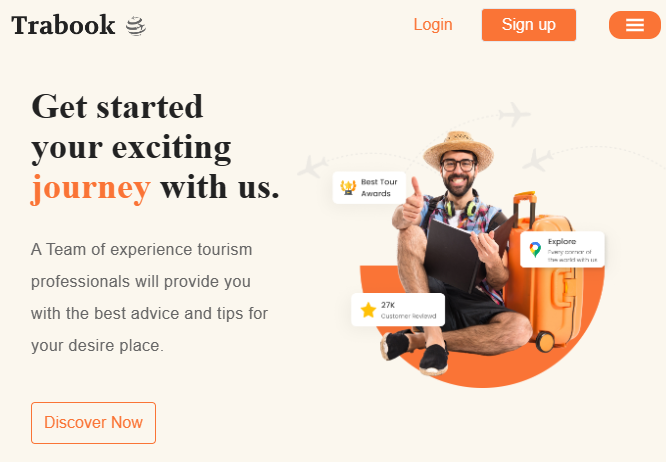 Trabook
Login
Sign up
Get started
your exciting
journey with us.
A Team of experience tourism
professionals will provide you
with the best advice and tips for
your desire place.
Discover Now
Best Tour
Awards
Explore
Every corner of
the world with us
27K
Customer Reviewd